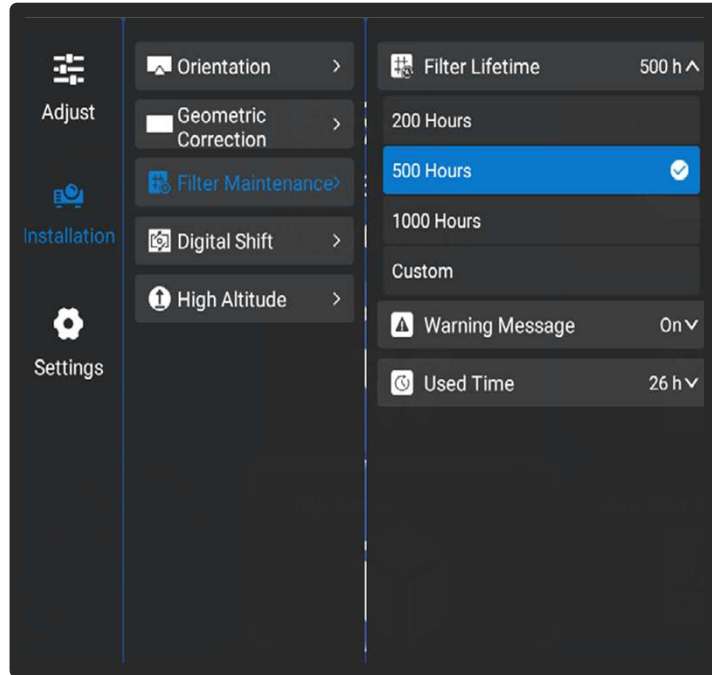 Adjust
Installation
Settings
Orientation
Geometric
Correction
Filter Maintenance
Digital Shift
High Altitude
Filter Lifetime 500 h
200 Hours
500 Hours
1000 Hours
Custom
Warning Message On
Used Time 26 h